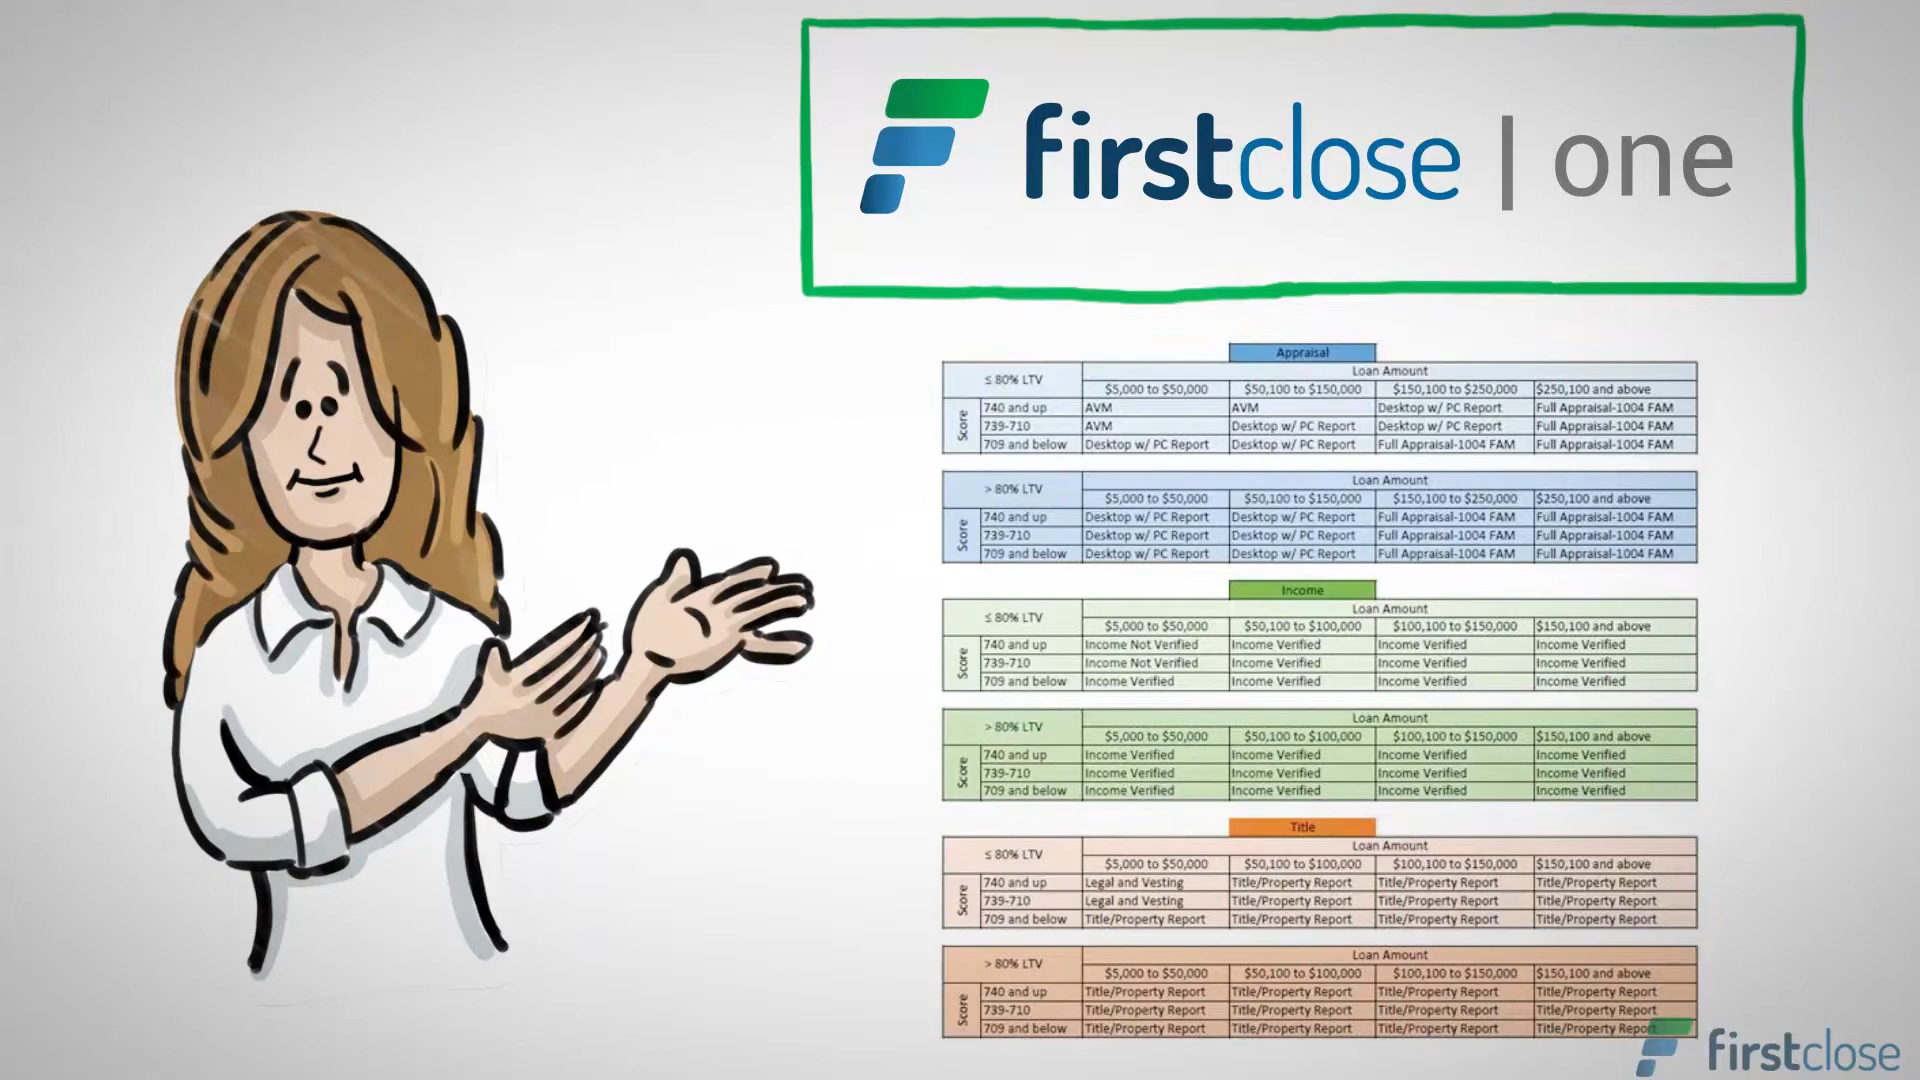 firstclose | one
Appraisal
≤ 80% LTV Loan Amount
$5,000 to $50,000 $50,100 to $150,000 $150,100 to $250,000 $250,100 and above
Score
740 and up AVM AVM Desktop w/ PC Report Full Appraisal-1004 FAM
739-710 AVM Desktop w/ PC Report Desktop w/ PC Report Full Appraisal-1004 FAM
709 and below Desktop w/ PC Report Desktop w/ PC Report Full Appraisal-1004 FAM Full Appraisal-1004 FAM
> 80% LTV Loan Amount
$5,000 to $50,000 $50,100 to $150,000 $150,100 to $250,000 $250,100 and above
Score
740 and up Desktop w/ PC Report Desktop w/ PC Report Full Appraisal-1004 FAM Full Appraisal-1004 FAM
739-710 Desktop w/ PC Report Desktop w/ PC Report Full Appraisal-1004 FAM Full Appraisal-1004 FAM
709 and below Desktop w/ PC Report Desktop w/ PC Report Full Appraisal-1004 FAM Full Appraisal-1004 FAM
Income
≤ 80% LTV Loan Amount
$5,000 to $50,000 $50,100 to $100,000 $100,100 to $150,000 $150,100 and above
Score
740 and up Income Not Verified Income Verified Income Verified Income Verified
739-710 Income Not Verified Income Verified Income Verified Income Verified
709 and below Income Verified Income Verified Income Verified Income Verified
> 80% LTV Loan Amount
$5,000 to $50,000 $50,100 to $100,000 $100,100 to $150,000 $150,100 and above
Score
740 and up Income Verified Income Verified Income Verified Income Verified
739-710 Income Verified Income Verified Income Verified Income Verified
709 and below Income Verified Income Verified Income Verified Income Verified
Title
≤ 80% LTV Loan Amount
$5,000 to $50,000 $50,100 to $100,000 $100,100 to $150,000 $150,100 and above
Score
740 and up Legal and Vesting Title/Property Report Title/Property Report Title/Property Report
739-710 Legal and Vesting Title/Property Report Title/Property Report Title/Property Report
709 and below Title/Property Report Title/Property Report Title/Property Report Title/Property Report
> 80% LTV Loan Amount
$5,000 to $50,000 $50,100 to $100,000 $100,100 to $150,000 $150,100 and above
Score
740 and up Title/Property Report Title/Property Report Title/Property Report Title/Property Report
739-710 Title/Property Report Title/Property Report Title/Property Report Title/Property Report
709 and below Title/Property Report Title/Property Report Title/Property Report Title/Property Report
firstclose